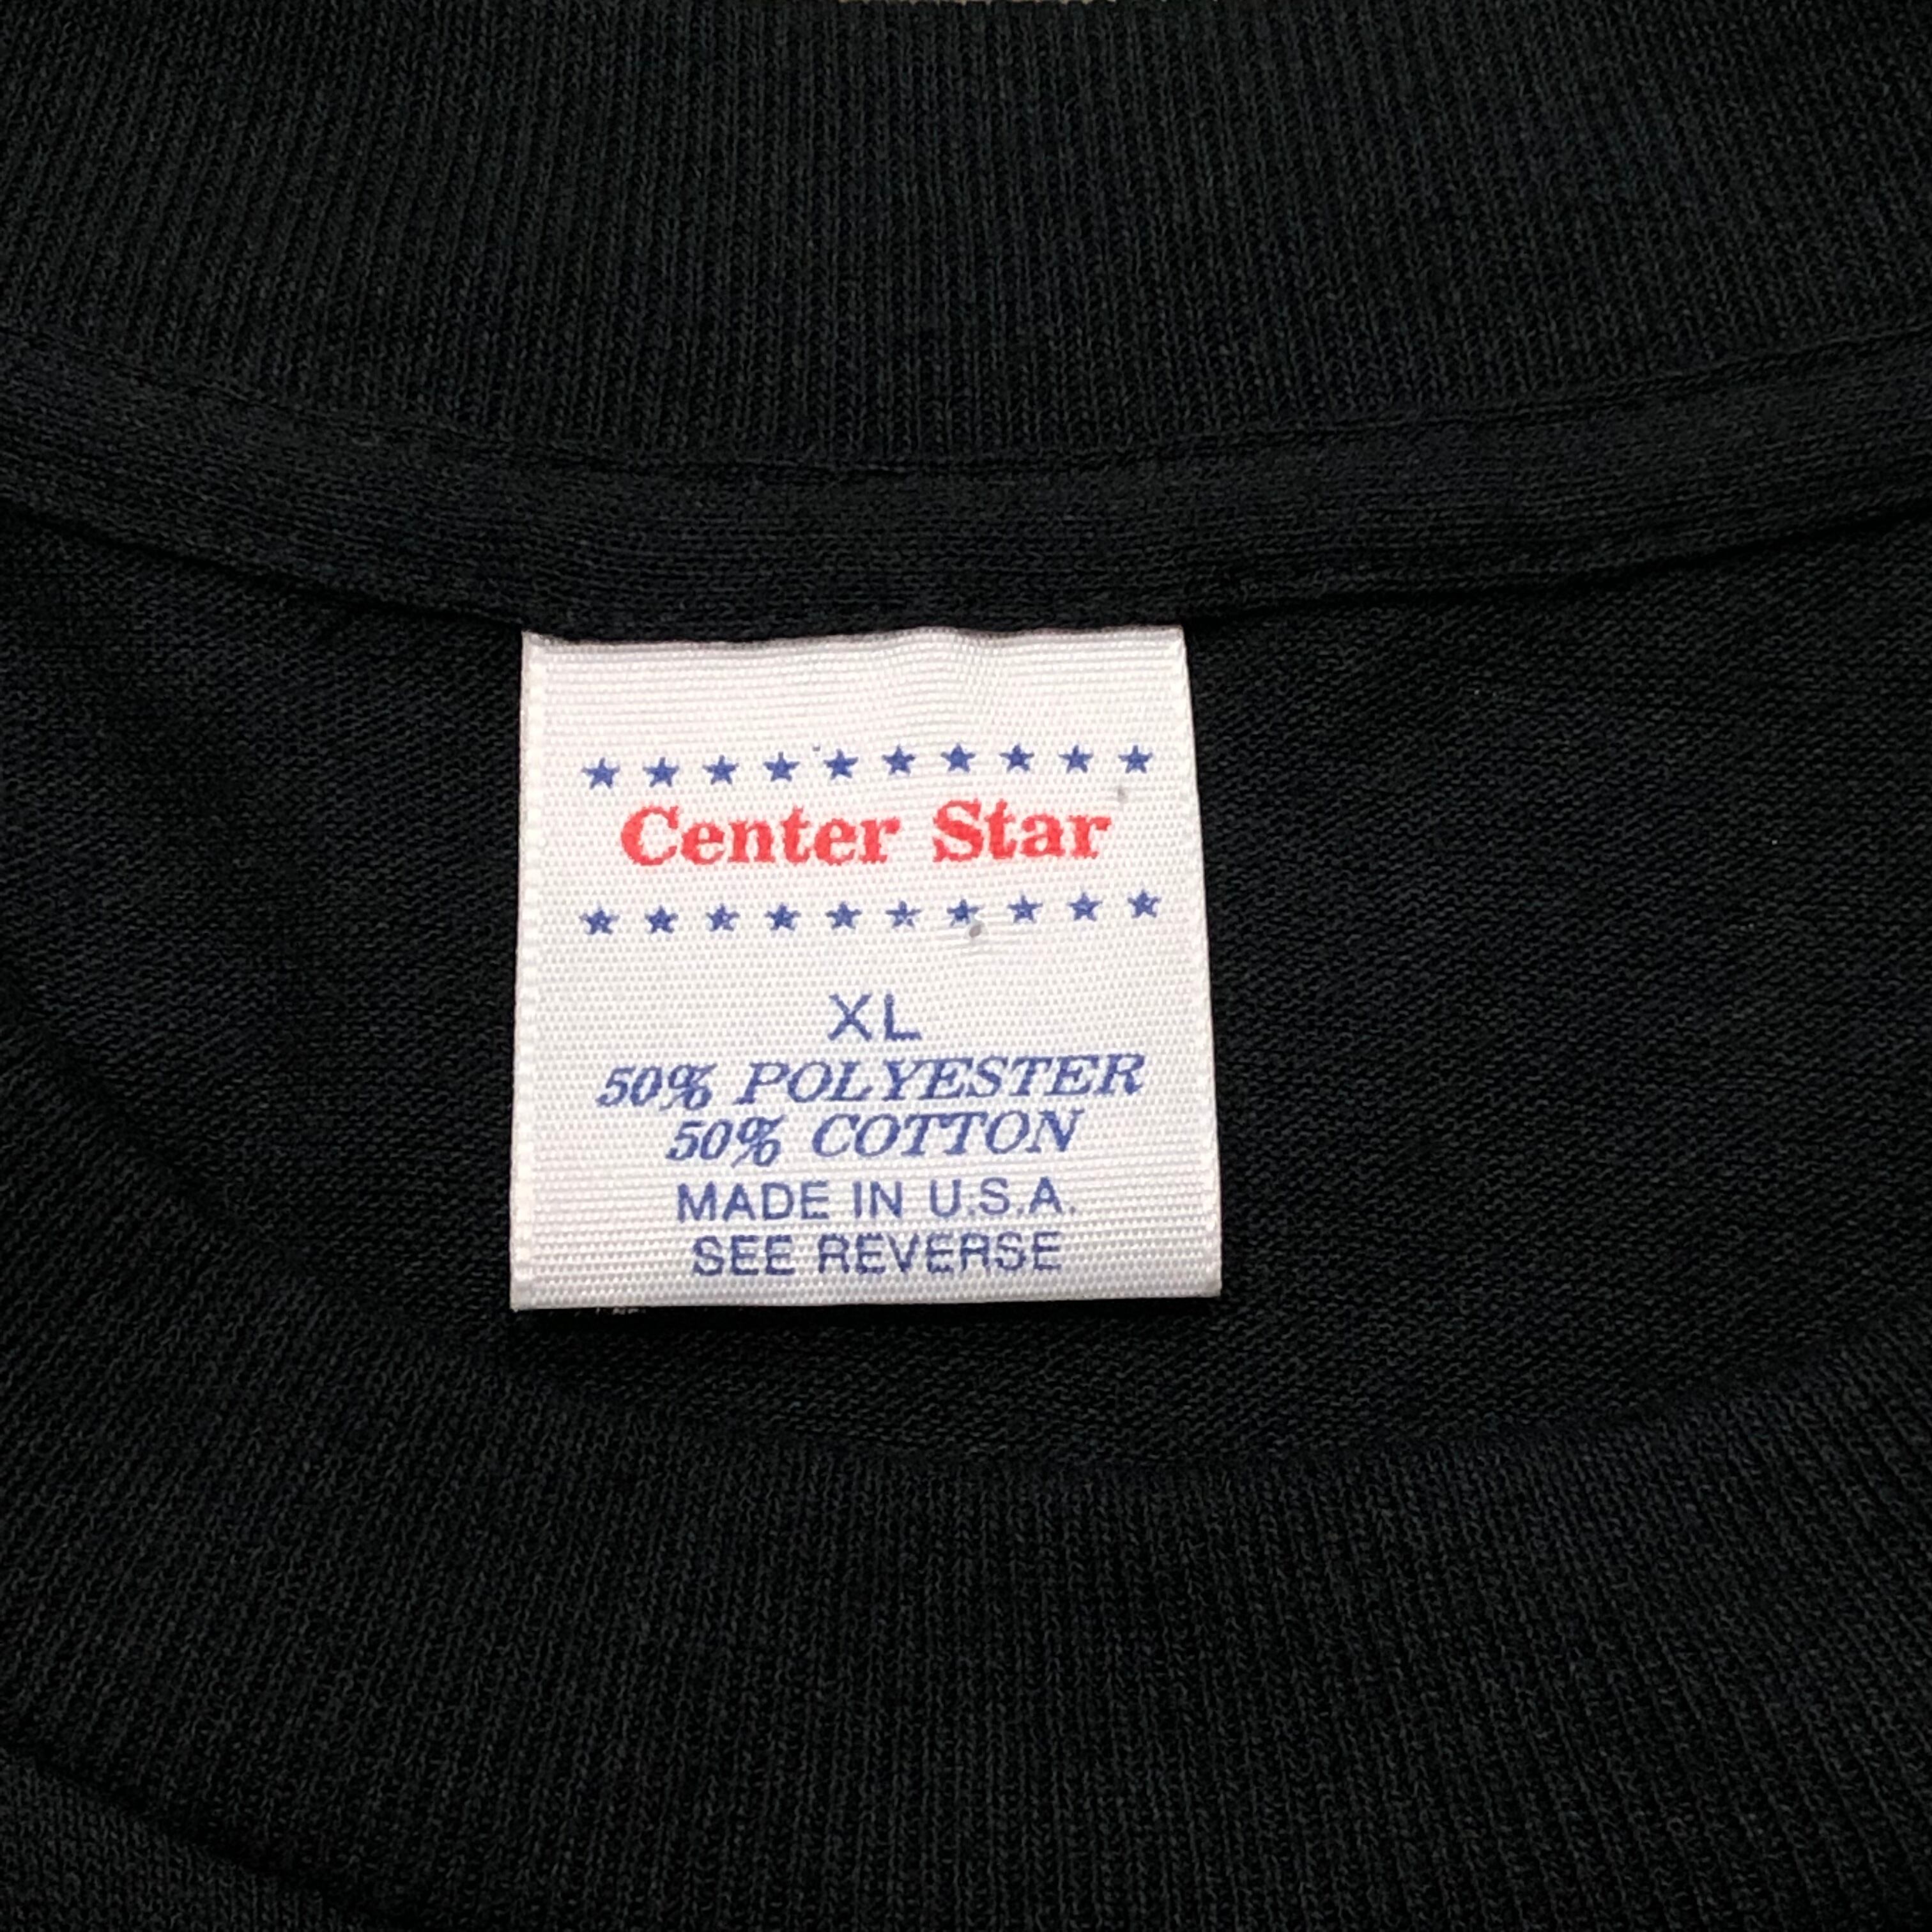 Center Star
XL
50% POLYESTER
50% COTTON
MADE IN U.S.A.
SEE REVERSE